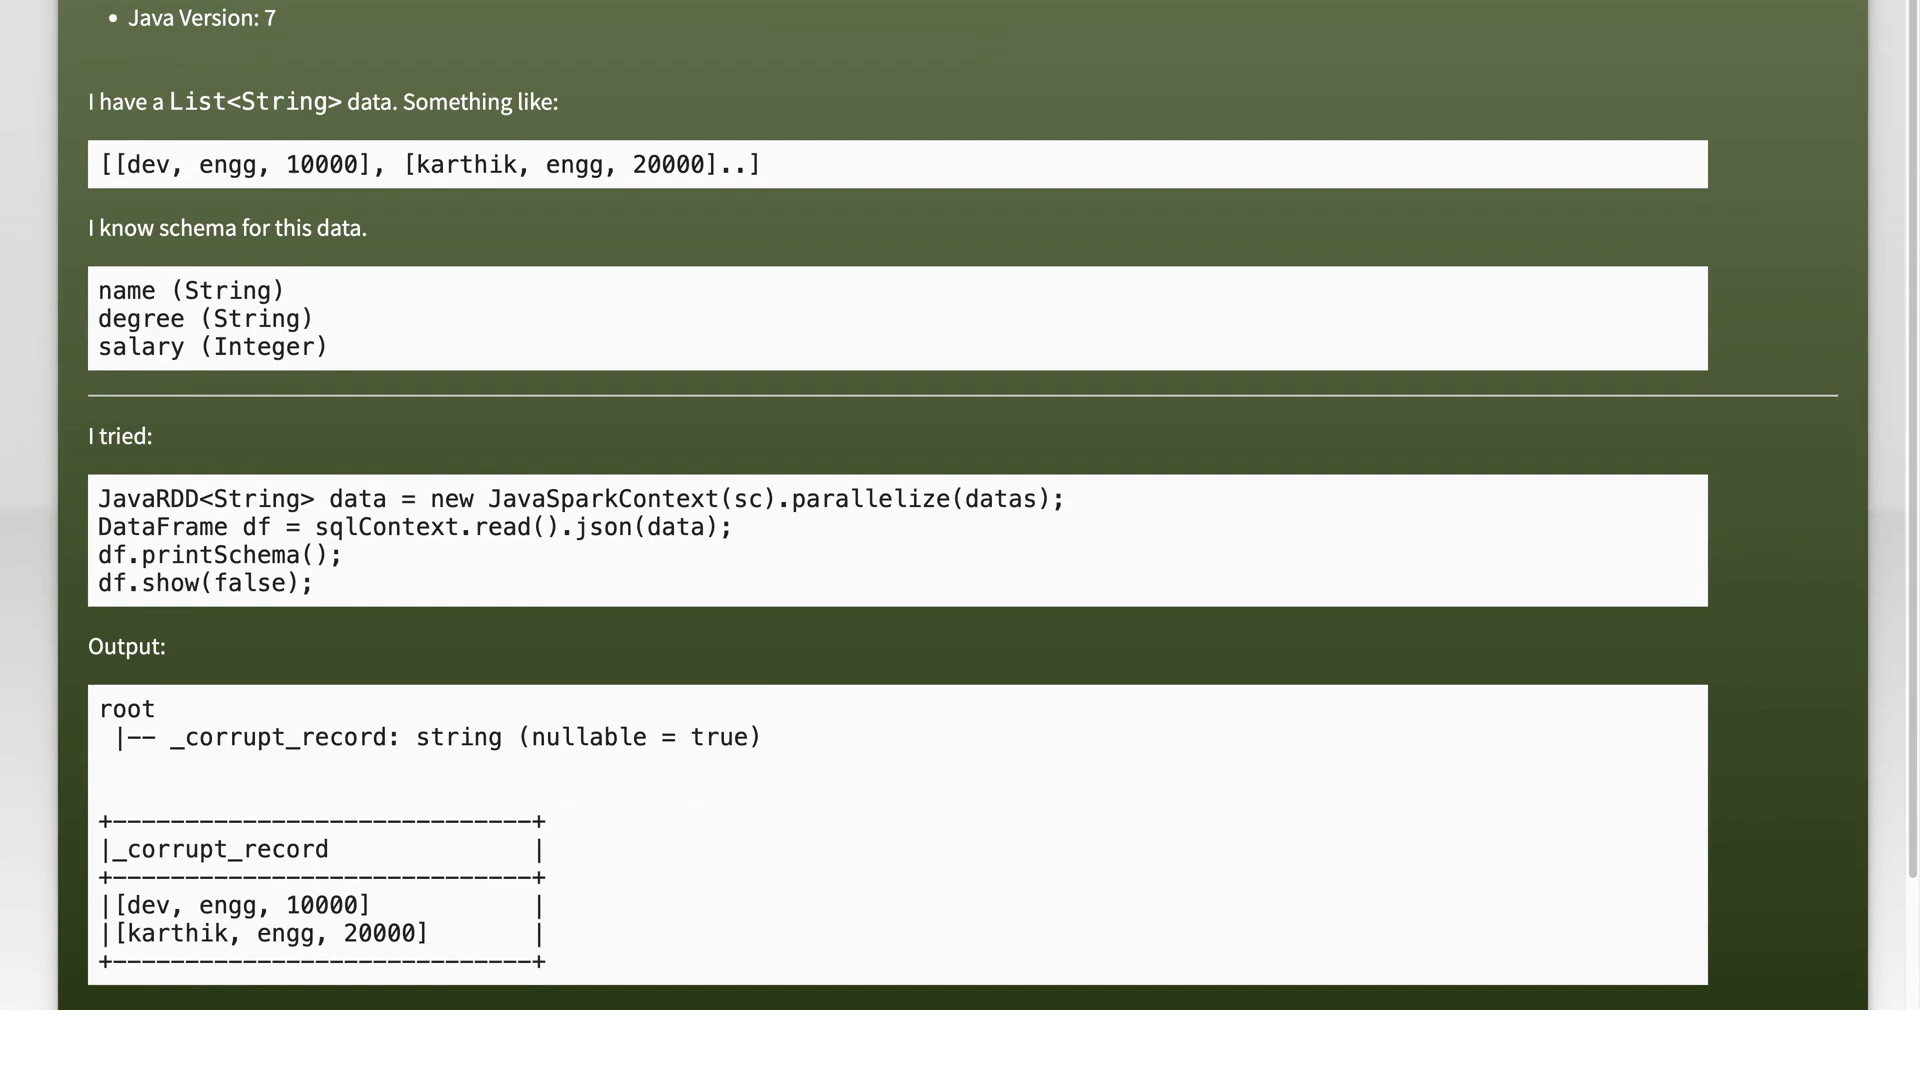 • Java Version: 7
I have a List<String> data. Something like:
[[dev, engg, 10000], [karthik, engg, 20000]..]
I know schema for this data.
name (String)
degree (String)
salary (Integer)
I tried:
JavaRDD<String> data = new JavaSparkContext(sc).parallelize(datas);
DataFrame df = sqlContext.read().json(data);
df.printSchema();
df.show(false);
Output:
root
 |-- _corrupt_record: string (nullable = true)
+-----------------------------+
|_corrupt_record              |
+-----------------------------+
|[dev, engg, 10000]           |
|[karthik, engg, 20000]       |
+-----------------------------+